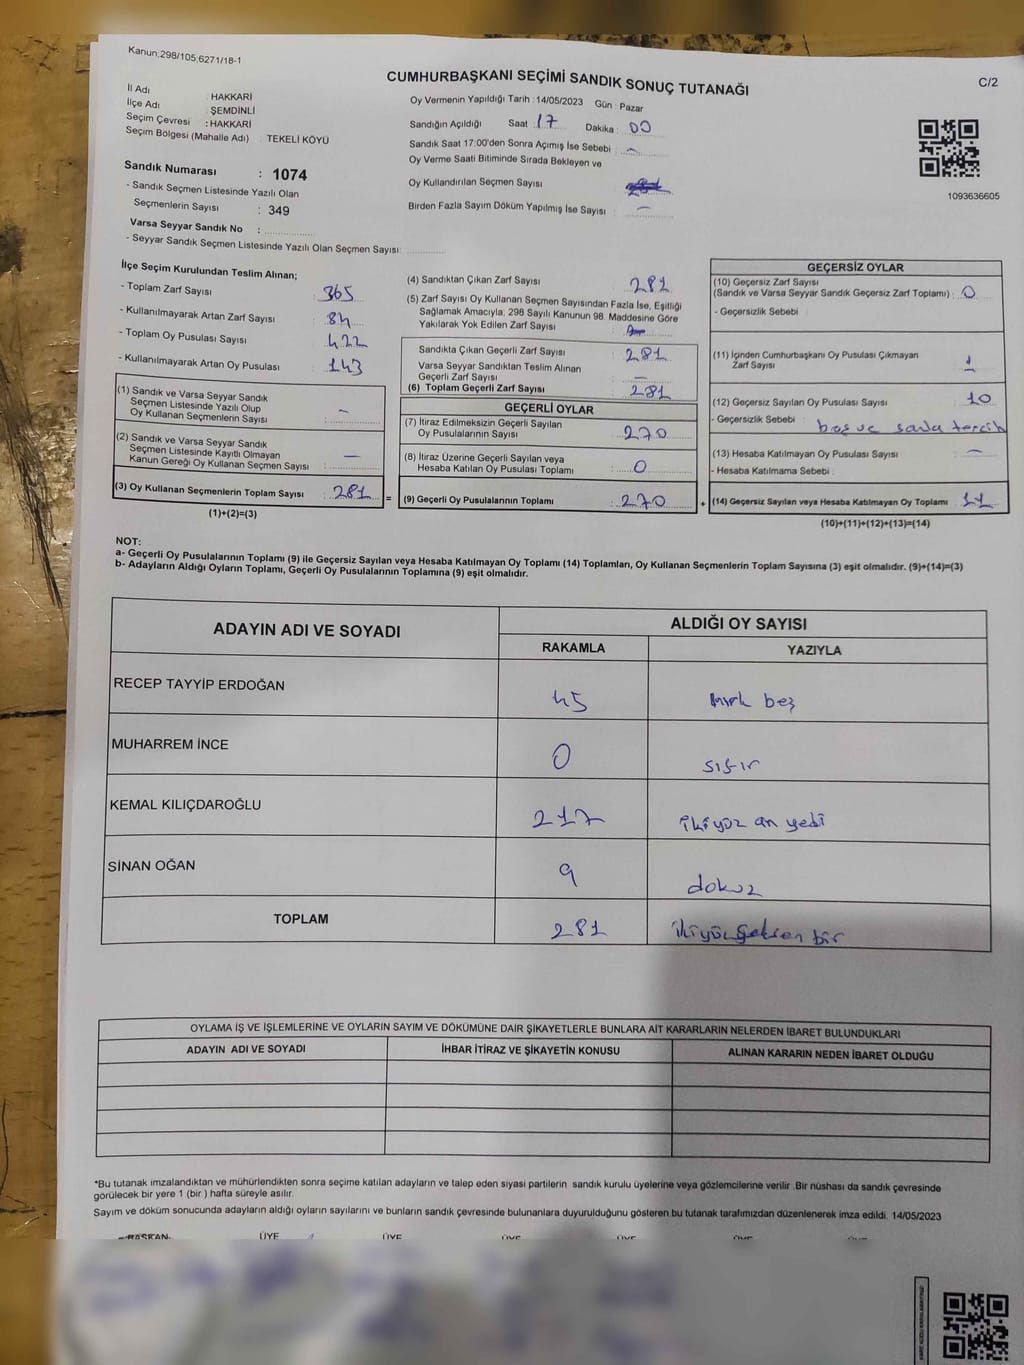 Kanun;298/105,6271/18-1
CUMHURBAŞKANI SEÇİMİ SANDIK SONUÇ TUTANAĞI
C/2
İl Adı : HAKKARİ
İlçe Adı : ŞEMDİNLİ
Seçim Çevresi : HAKKARİ
Seçim Bölgesi (Mahalle Adı) : TEKELİ KÖYÜ
Sandık Numarası : 1074
- Sandık Seçmen Listesinde Yazılı Olan
Seçmenlerin Sayısı : 349
Varsa Seyyar Sandık No :
- Seyyar Sandık Seçmen Listesinde Yazılı Olan Seçmen Sayısı:
Oy Vermenin Yapıldığı Tarih : 14/05/2023 Gün : Pazar
Sandığın Açıldığı Saat 17 Dakika : 00
Sandık Saat 17:00'den Sonra Açımış İse Sebebi : -
Oy Verme Saati Bitiminde Sırada Bekleyen ve
Oy Kullandırılan Seçmen Sayısı :
Birden Fazla Sayım Döküm Yapılmış İse Sayısı : -
1093636605
İlçe Seçim Kurulundan Teslim Alınan;
- Toplam Zarf Sayısı : 365
- Kullanılmayarak Artan Zarf Sayısı : 84
- Toplam Oy Pusulası Sayısı : 422
- Kullanılmayarak Artan Oy Pusulası : 143
(1) Sandık ve Varsa Seyyar Sandık
Seçmen Listesinde Yazılı Olup
Oy Kullanan Seçmenlerin Sayısı : -
(2) Sandık ve Varsa Seyyar Sandık
Seçmen Listesinde Kayıtlı Olmayan
Kanun Gereği Oy Kullanan Seçmen Sayısı : -
(3) Oy Kullanan Seçmenlerin Toplam Sayısı : 281 =
(1)+(2)=(3)
(4) Sandıktan Çıkan Zarf Sayısı : 281
(5) Zarf Sayısı Oy Kullanan Seçmen Sayısından Fazla İse, Eşitliği
Sağlamak Amacıyla, 298 Sayılı Kanunun 98. Maddesine Göre
Yakılarak Yok Edilen Zarf Sayısı :
Sandıkta Çıkan Geçerli Zarf Sayısı : 281
Varsa Seyyar Sandıktan Teslim Alınan
Geçerli Zarf Sayısı : -
(6) Toplam Geçerli Zarf Sayısı : 281
GEÇERLİ OYLAR
(7) İtiraz Edilmeksizin Geçerli Sayılan
Oy Pusulalarının Sayısı : 270
(8) İtiraz Üzerine Geçerli Sayılan veya
Hesaba Katılan Oy Pusulası Toplamı : 0
(9) Geçerli Oy Pusulalarının Toplamı : 270 +
GEÇERSİZ OYLAR
(10) Geçersiz Zarf Sayısı
(Sandık ve Varsa Seyyar Sandık Geçersiz Zarf Toplamı) : 0
- Geçersizlik Sebebi :
(11) İçinden Cumhurbaşkanı Oy Pusulası Çıkmayan
Zarf Sayısı : 1
(12) Geçersiz Sayılan Oy Pusulası Sayısı : 10
- Geçersizlik Sebebi : boş ve tercih
(13) Hesaba Katılmayan Oy Pusulası Sayısı : -
- Hesaba Katılmama Sebebi :
(14) Geçersiz Sayılan veya Hesaba Katılmayan Oy Toplamı : 11
(10)+(11)+(12)+(13)=(14)
NOT:
a- Geçerli Oy Pusulalarının Toplamı (9) ile Geçersiz Sayılan veya Hesaba Katılmayan Oy Toplamı (14) Toplamları, Oy Kullanan Seçmenlerin Toplam Sayısına (3) eşit olmalıdır. (9)+(14)=(3)
b- Adayların Aldığı Oyların Toplamı, Geçerli Oy Pusulalarının Toplamına (9) eşit olmalıdır.
ADAYIN ADI VE SOYADI
ALDIĞI OY SAYISI
RAKAMLA YAZIYLA
RECEP TAYYİP ERDOĞAN 45 kırk beş
MUHARREM İNCE 0 sıfır
KEMAL KILIÇDAROĞLU 217 ikiyüz on yedi
SİNAN OĞAN 9 dokuz
TOPLAM 281 ikiyüz seksen bir
OYLAMA İŞ VE İŞLEMLERİNE VE OYLARIN SAYIM VE DÖKÜMÜNE DAİR ŞİKAYETLERLE BUNLARA AİT KARARLARIN NELERDEN İBARET BULUNDUKLARI
ADAYIN ADI VE SOYADI İHBAR İTİRAZ VE ŞİKAYETİN KONUSU ALINAN KARARIN NEDEN İBARET OLDUĞU
*Bu tutanak imzalandıktan ve mühürlendikten sonra seçime katılan adayların ve talep eden siyasi partilerin sandık kurulu üyelerine veya gözlemcilerine verilir. Bir nüshası da sandık çevresinde
görülecek bir yere 1 (bir ) hafta süreyle asılır.
Sayım ve döküm sonucunda adayların aldığı oyların sayılarını ve bunların sandık çevresinde bulunanlara duyurulduğunu gösteren bu tutanak tarafımızdan düzenlenerek imza edildi. 14/05/2023
BAŞKAN ÜYE ÜYE ÜYE ÜYE ÜYE ÜYE